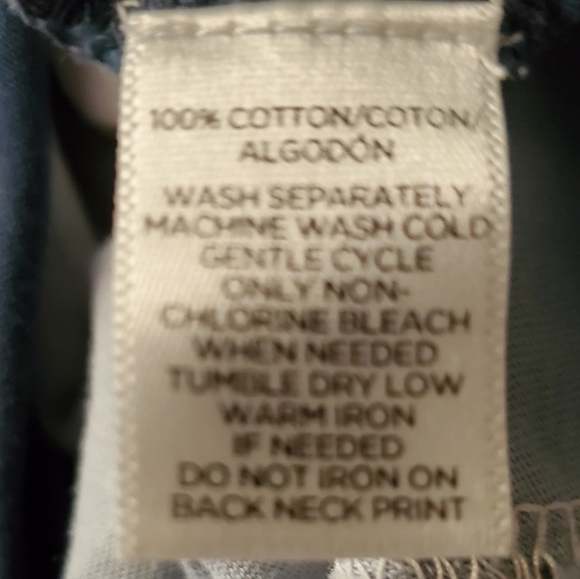 100% COTTON/COTON/
ALGODÓN
WASH SEPARATELY
MACHINE WASH COLD
GENTLE CYCLE
ONLY NON-
CHLORINE BLEACH
WHEN NEEDED
TUMBLE DRY LOW
WARM IRON
IF NEEDED
DO NOT IRON ON
BACK NECK PRINT